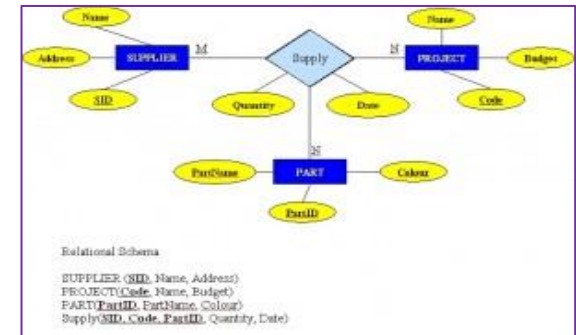 Name
Name
Address
SUPPLIER
M
Supply
N
PROJECT
Budget
SID
Quantity
Date
Code
N
PartName
PART
Colour
PartID
Relational Schema
SUPPLIER (SID, Name, Address)
PROJECT(Code, Name, Budget)
PART(PartID, PartName, Colour)
Supply(SID, Code, PartID, Quantity, Date)